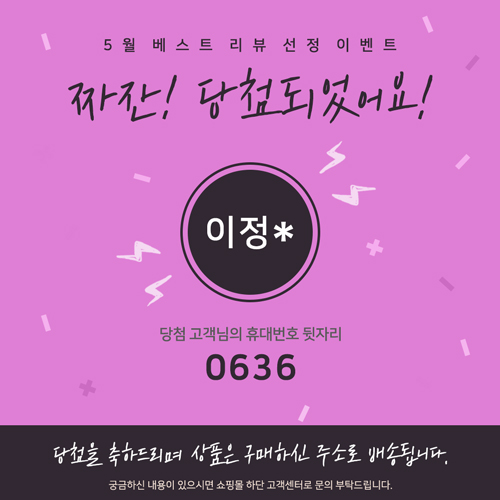 5월 베스트 리뷰 선정 이벤트
짜잔! 당첨되었어요!
이정*
당첨 고객님의 휴대번호 뒷자리
0636
당첨을 축하드리며 상품은 구매하신 주소로 배송됩니다.
궁금하신 내용이 있으시면 쇼핑몰 하단 고객센터로 문의 부탁드립니다.